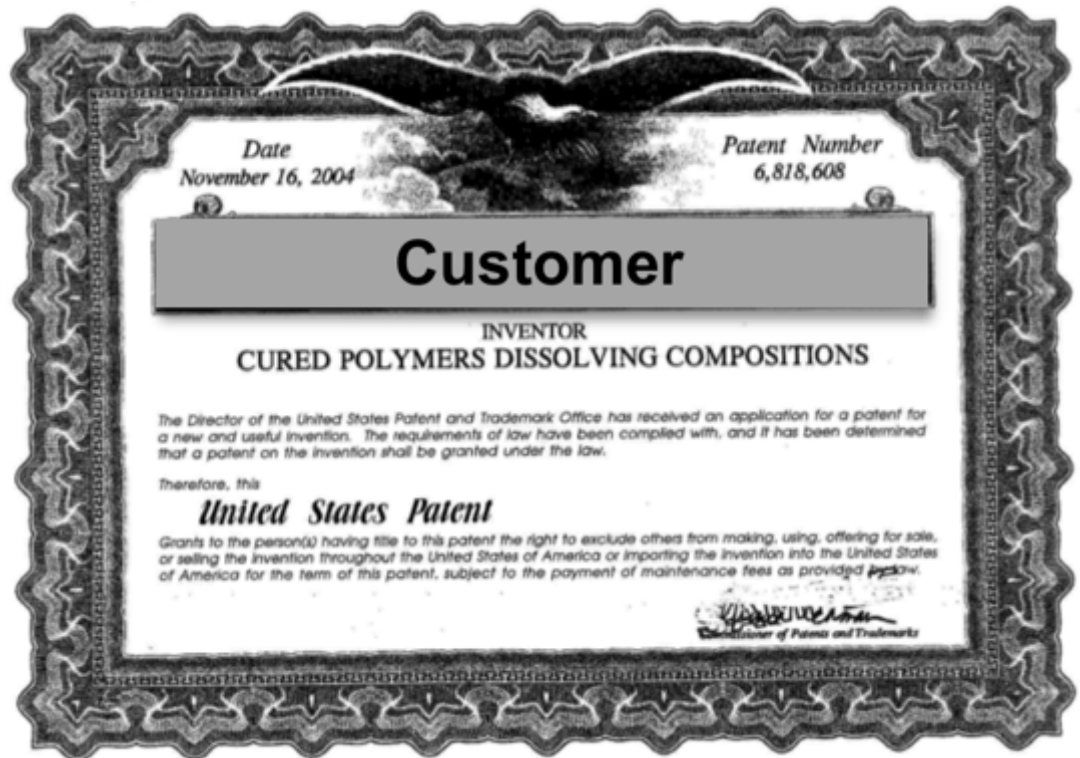 Date
November 16, 2004
Patent Number
6,818,608
Customer
INVENTOR
CURED POLYMERS DISSOLVING COMPOSITIONS
The Director of the United States Patent and Trademark Office has received an application for a patent for
a new and useful invention. The requirements of law have been complied with, and it has been determined
that a patent on the invention shall be granted under the law.
Therefore, this
United States Patent
Grants to the person(s) having title to this patent the right to exclude others from making, using, offering for sale,
or selling the invention throughout the United States of America or importing the invention into the United States
of America for the term of this patent, subject to the payment of maintenance fees as provided by law.
Commissioner of Patents and Trademarks